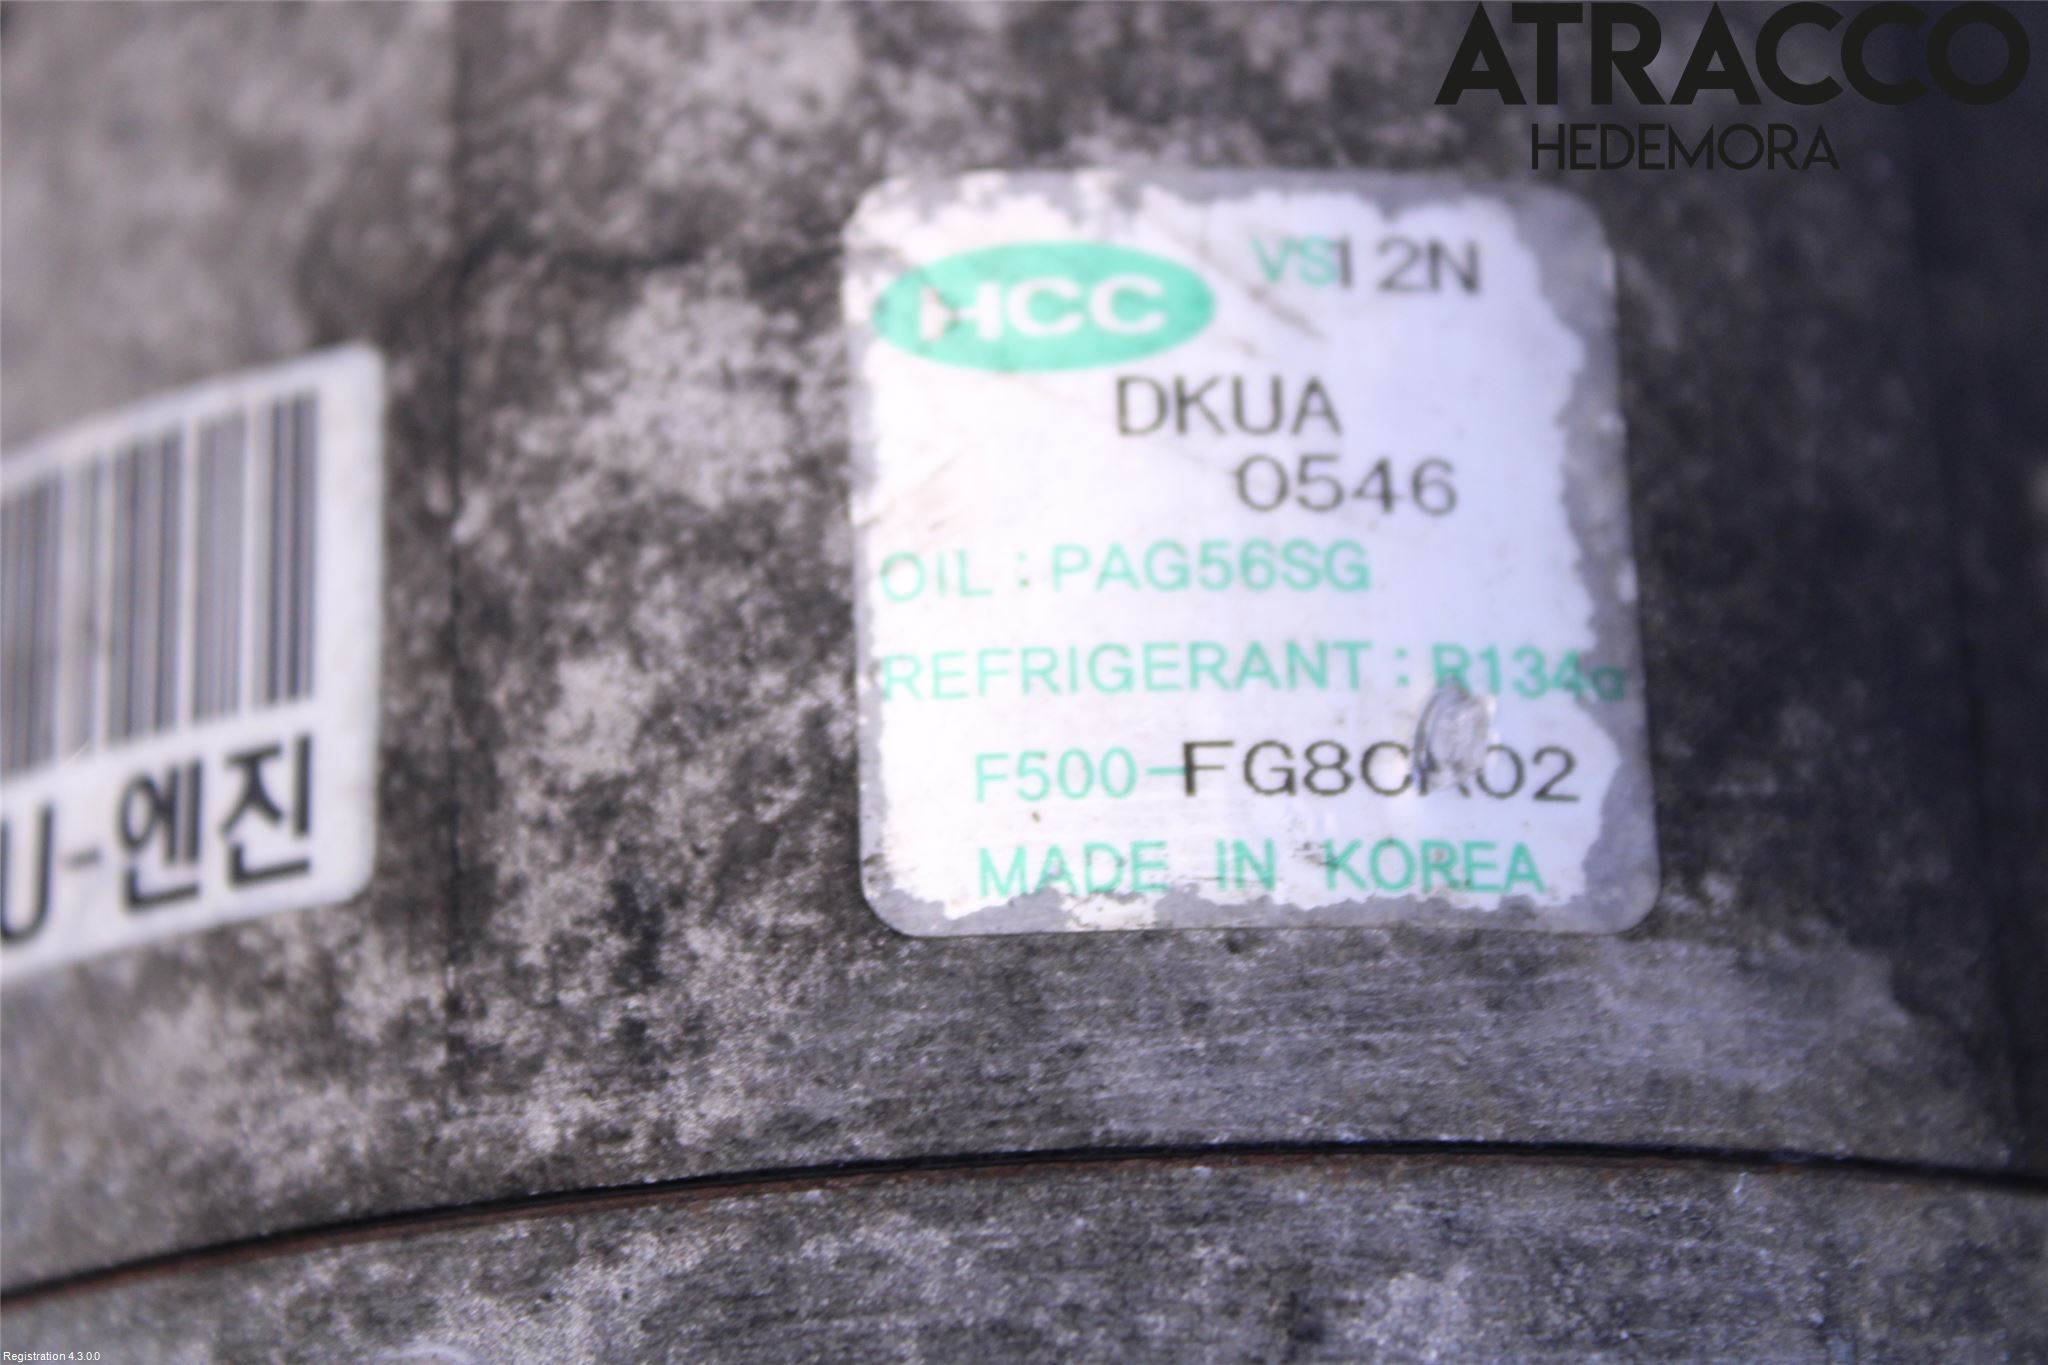 ATRACCO
HEDEMORA
HCC VS12N
DKUA
0546
OIL : PAG56SG
REFRIGERANT : R134a
MADE IN KOREA
U-엔진
Registration 4.3.0.0